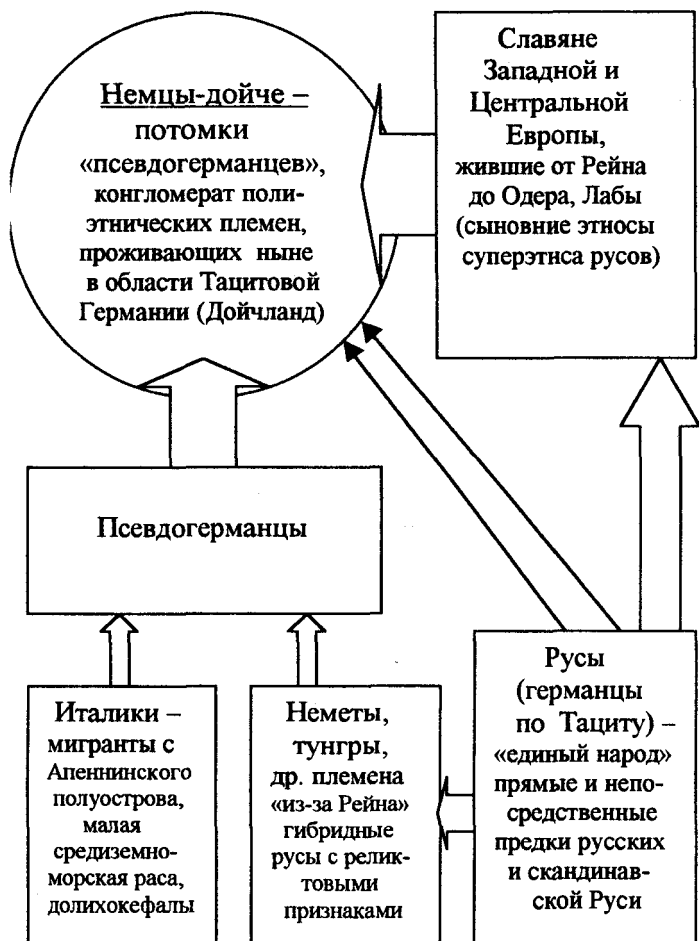 Немцы-дойче –
потомки
«псевдогерманцев»,
конгломерат поли-
этнических племен,
проживающих ныне
в области Тацитовой
Германии (Дойчланд)
Славяне
Западной и
Центральной
Европы,
жившие от Рейна
до Одера, Лабы
(сыновние этносы
суперэтнса русов)
Псевдогерманцы
Италики –
мигранты с
Апеннинского
полуострова,
малая
средиземно-
морская раса,
долихокефалы
Неметы,
тунгры,
др. племена
«из-за Рейна»
гибридные
русы с релик-
товыми
признаками
Русы
(германцы
по Тациту) –
«единый народ»
прямые и непо-
средственные
предки русских
и скандинав-
ской Руси